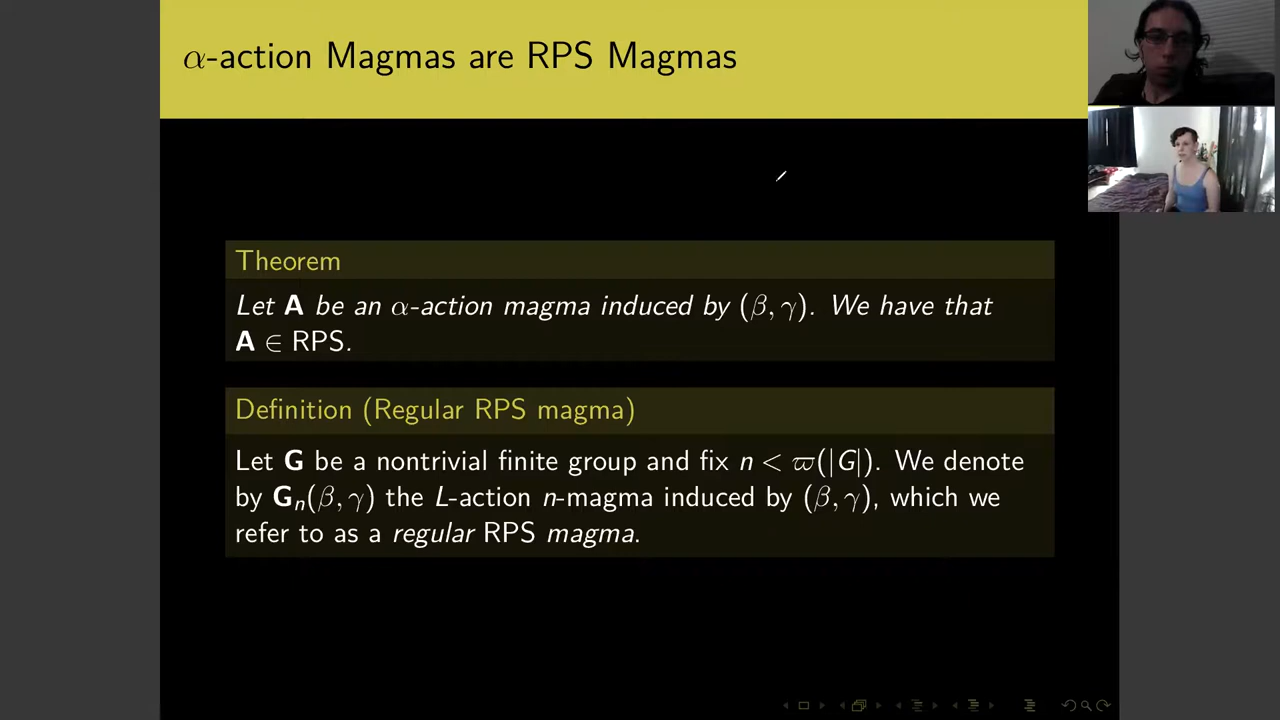 α-action Magmas are RPS Magmas
Theorem
Let A be an α-action magma induced by (β, γ). We have that
A ∈ RPS.
Definition (Regular RPS magma)
Let G be a nontrivial finite group and fix n < ϖ(|G|). We denote
by Gₙ(β, γ) the L-action n-magma induced by (β, γ), which we
refer to as a regular RPS magma.